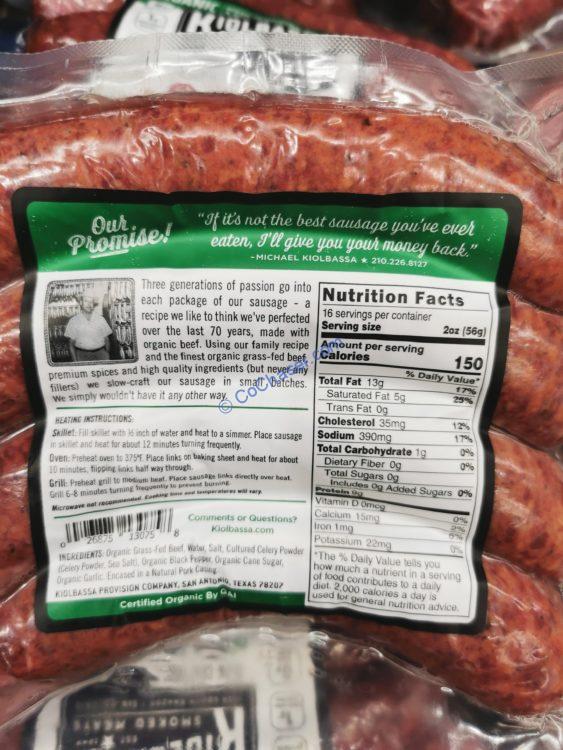 Our
Promise!
"If it's not the best sausage you've ever
eaten, I'll give you your money back."
-MICHAEL KIOLBASSA ★ 210.226.8127
Three generations of passion go into
each package of our sausage - a
recipe we like to think we've perfected
over the last 70 years, made with
organic beef. Using our family recipe
and the finest organic grass-fed beef,
premium spices and high quality ingredients (but never any
fillers) we slow-craft our sausage in small batches.
We simply wouldn't have it any other way.
HEATING INSTRUCTIONS:
Skillet: Fill skillet with ½ inch of water and heat to a simmer. Place sausage
in skillet and heat for about 12 minutes turning frequently.
Oven: Preheat oven to 375°F. Place links on baking sheet and heat for about
10 minutes, flipping links half way through.
Grill: Preheat grill to medium heat. Place sausage links directly over heat.
Grill 6-8 minutes turning frequently to prevent burning.
Microwave not recommended. Cooking time and temperatures will vary.
0 26875 13075 8
Comments or Questions?
Kiolbassa.com
INGREDIENTS: Organic Grass-Fed Beef, Water, Salt, Cultured Celery Powder
(Celery Powder, Sea Salt), Organic Black Pepper, Organic Cane Sugar,
Organic Garlic. Encased in a Natural Pork Casing.
KIOLBASSA PROVISION COMPANY, SAN ANTONIO, TEXAS 78207
Certified Organic By QAI
Nutrition Facts
16 servings per container
Serving size 2oz (56g)
Amount per serving
Calories 150
% Daily Value*
Total Fat 13g 17%
Saturated Fat 5g 25%
Trans Fat 0g
Cholesterol 35mg 12%
Sodium 390mg 17%
Total Carbohydrate 1g 0%
Dietary Fiber 0g 0%
Total Sugars 0g
Includes 0g Added Sugars 0%
Protein 9g
Vitamin D 0mcg 0%
Calcium 15mg 0%
Iron 1mg
Potassium 22mg 0%
*The % Daily Value tells you
how much a nutrient in a serving
of food contributes to a daily
diet. 2,000 calories a day is
used for general nutrition advice.
© CoChaser.com
SMOKED MEATS